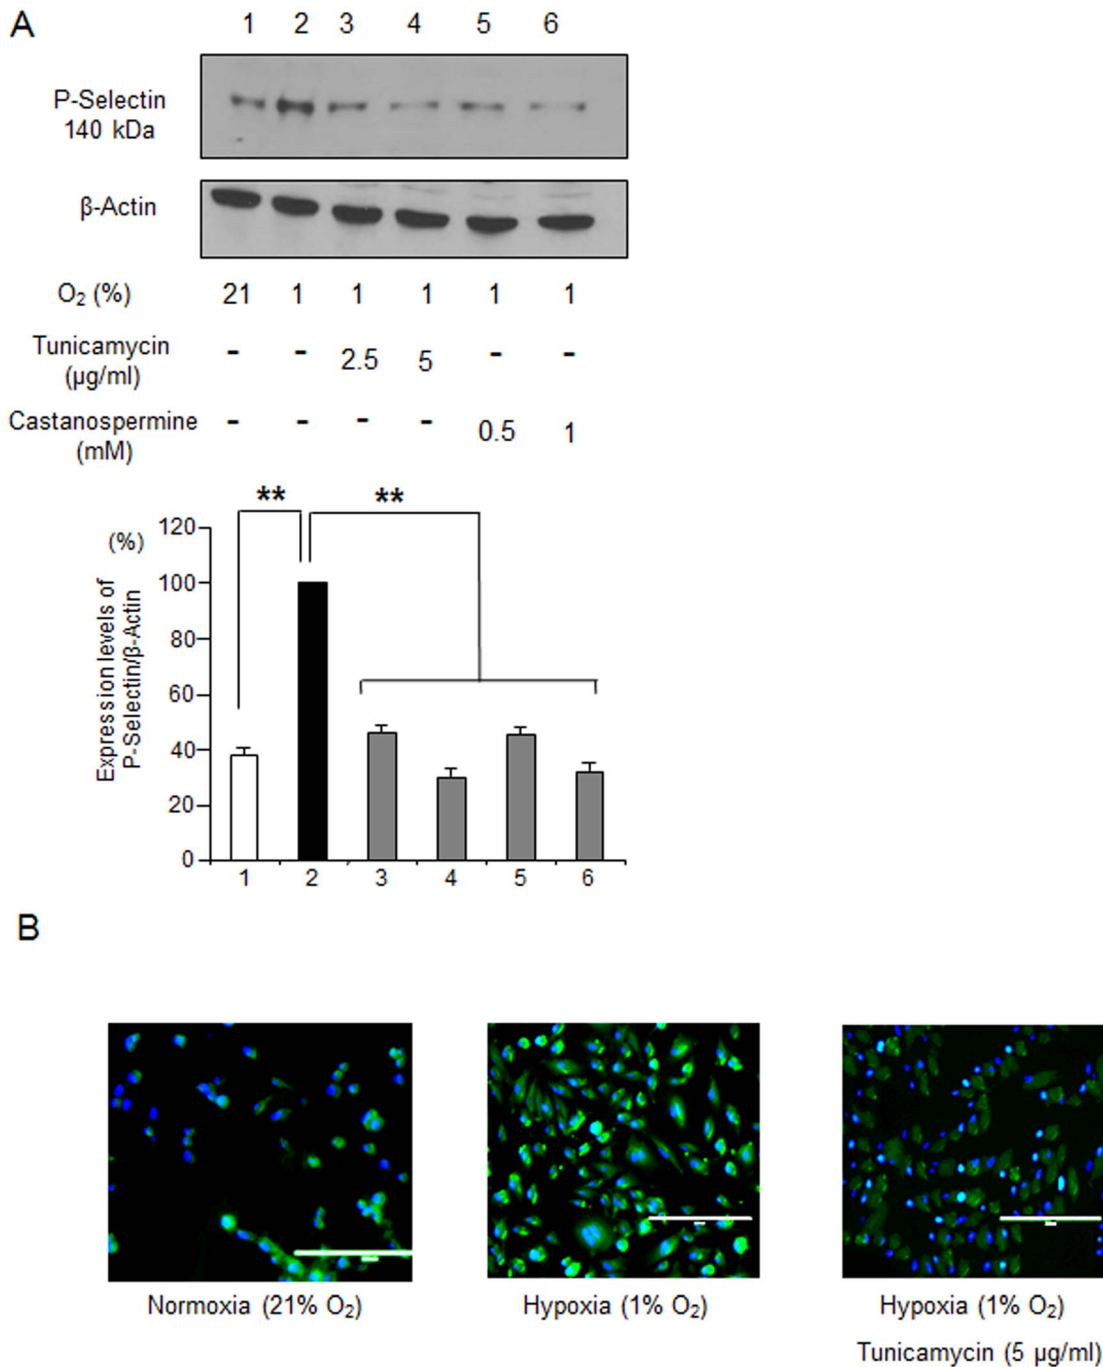 A
1 2 3 4 5 6
P-Selectin
140 kDa
β-Actin
O₂ (%) 21 1 1 1 1 1
Tunicamycin
(µg/ml) - - 2.5 5 - -
Castanospermine
(mM) - - - - 0.5 1
** **
(%)
Expression levels of
P-Selectin/β-Actin
120
100
80
60
40
20
0
1 2 3 4 5 6
B
Normoxia (21% O₂)
Hypoxia (1% O₂)
Hypoxia (1% O₂)
Tunicamycin (5 µg/ml)